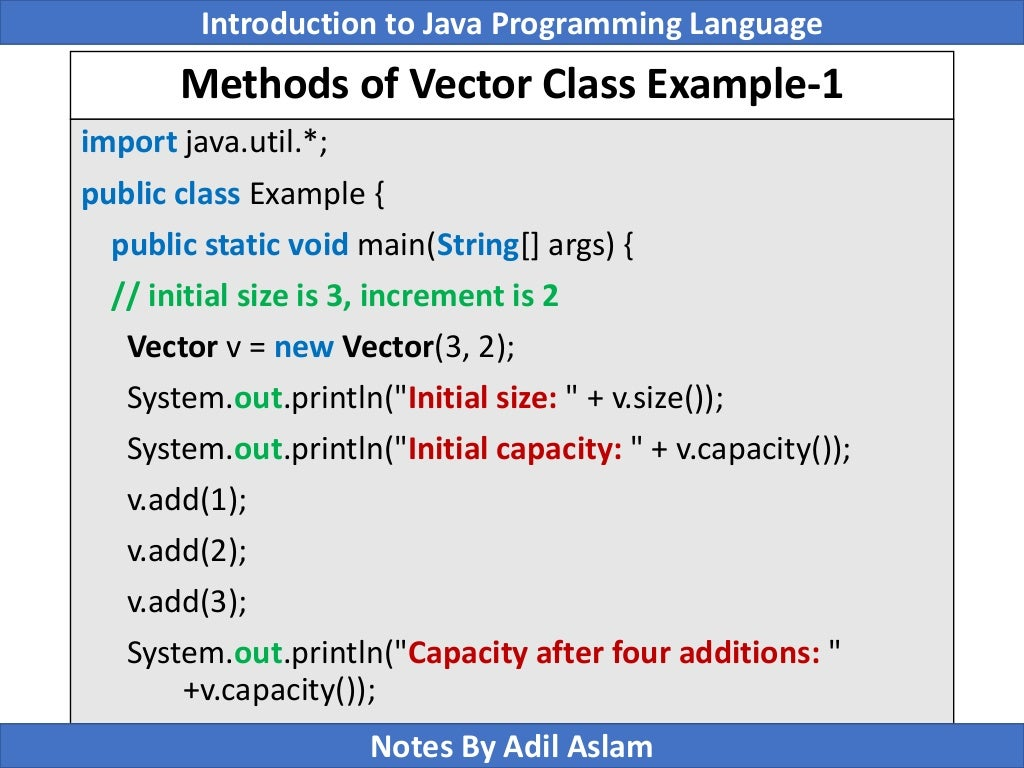 Introduction to Java Programming Language
Methods of Vector Class Example-1
import java.util.*;
public class Example {
public static void main(String[] args) {
// initial size is 3, increment is 2
Vector v = new Vector(3, 2);
System.out.println("Initial size: " + v.size());
System.out.println("Initial capacity: " + v.capacity());
v.add(1);
v.add(2);
v.add(3);
System.out.println("Capacity after four additions: "
+v.capacity());
Notes By Adil Aslam